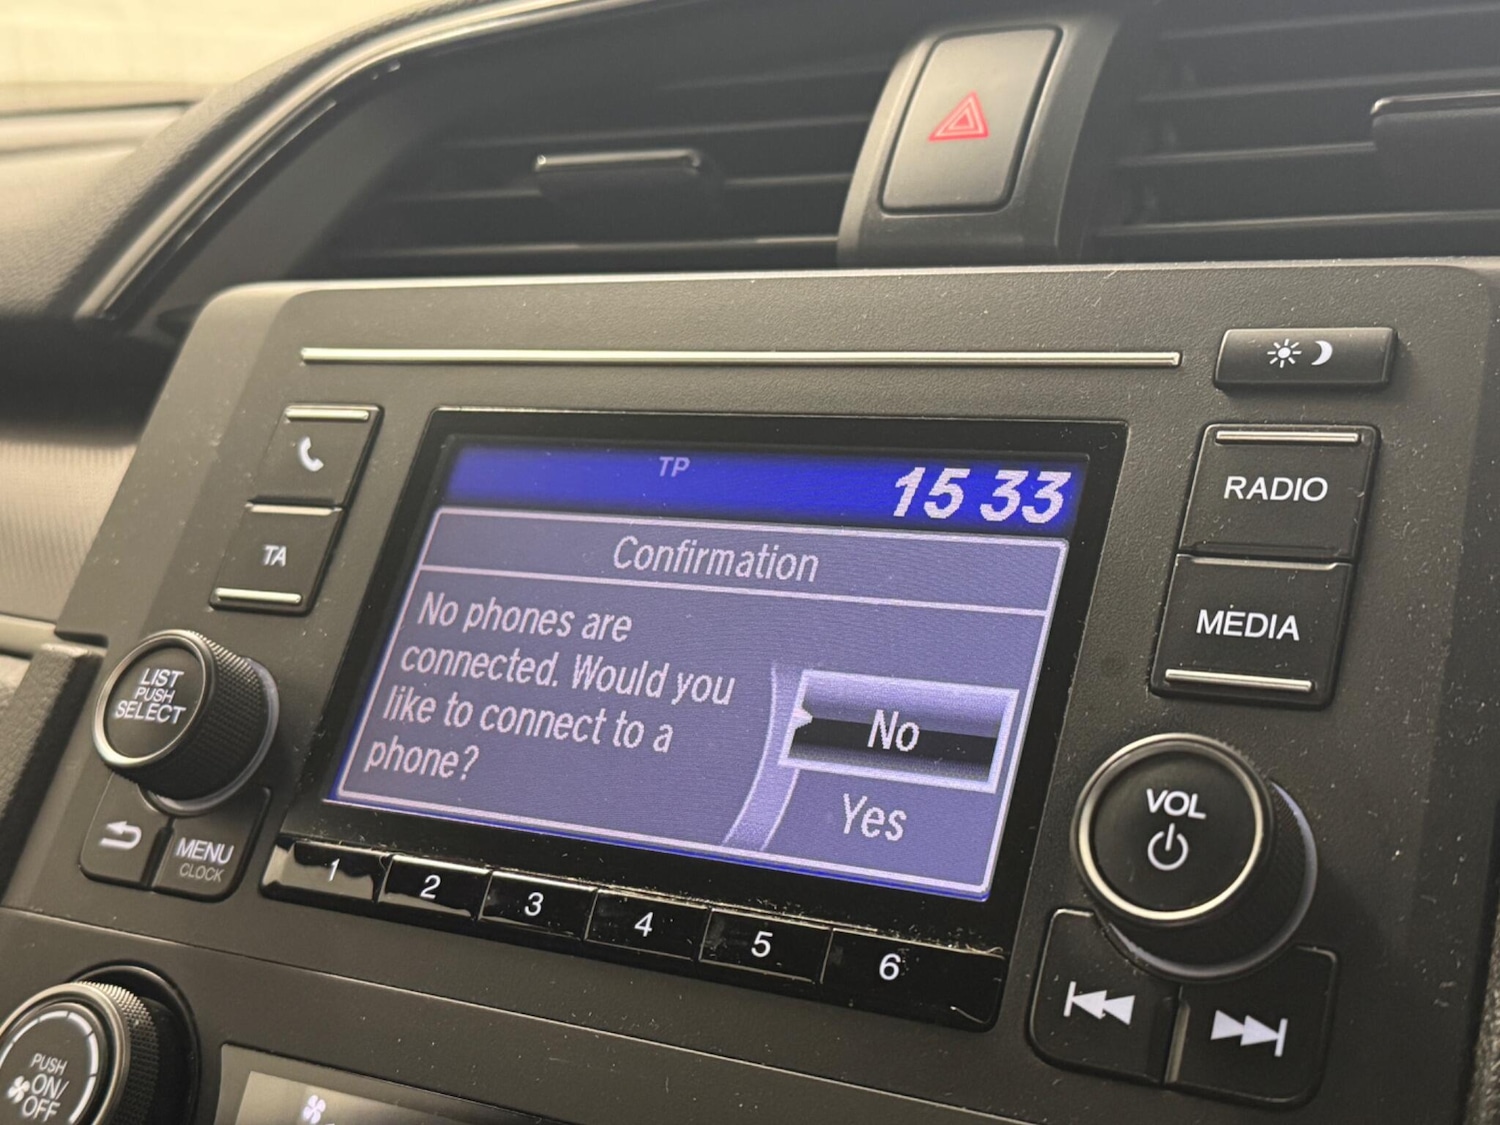 TP
15 33
Confirmation
No phones are
connected. Would you
like to connect to a
phone?
No
Yes
TA
LIST
PUSH
SELECT
MENU
CLOCK
1 2 3 4 5 6
RADIO
MEDIA
VOL
PUSH
ON/
OFF